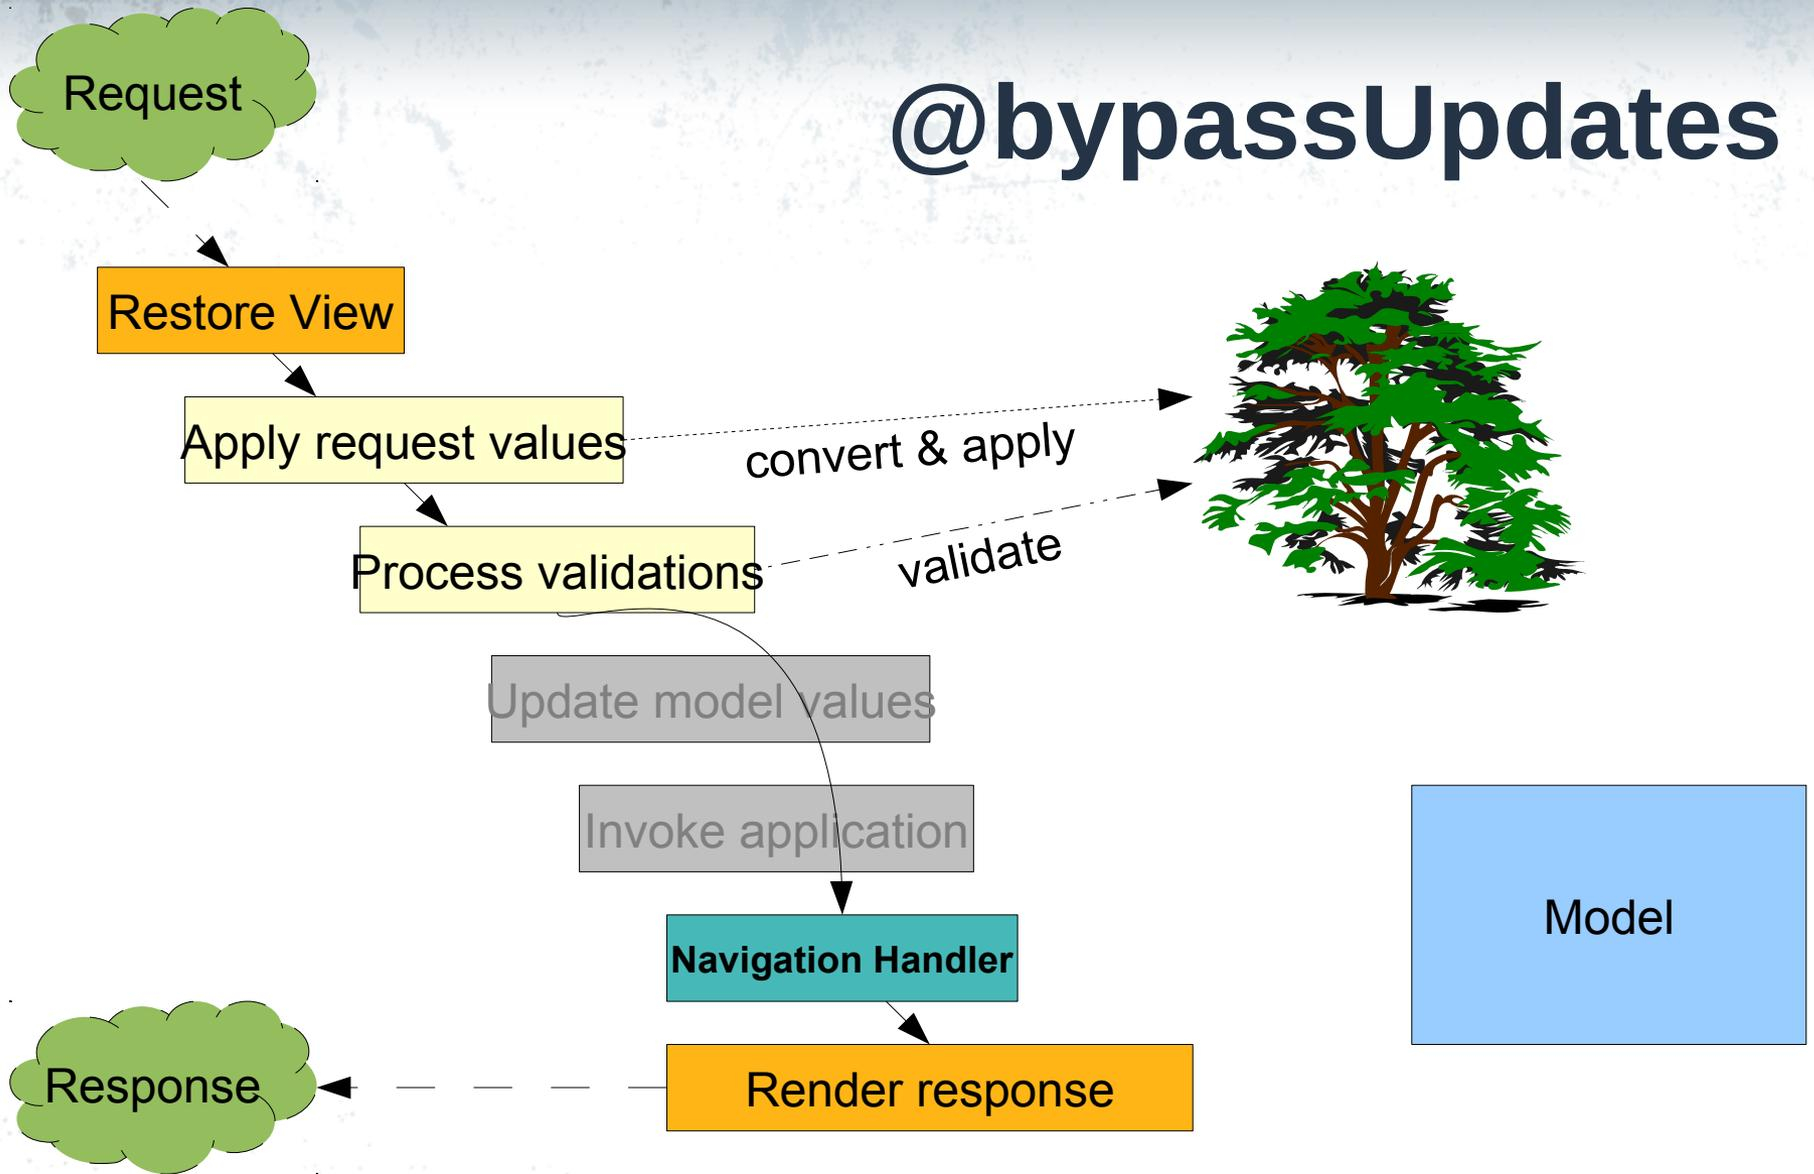 Request
@bypassUpdates
Restore View
Apply request values
convert & apply
Process validations
validate
Update model values
Invoke application
Model
Navigation Handler
Response
Render response